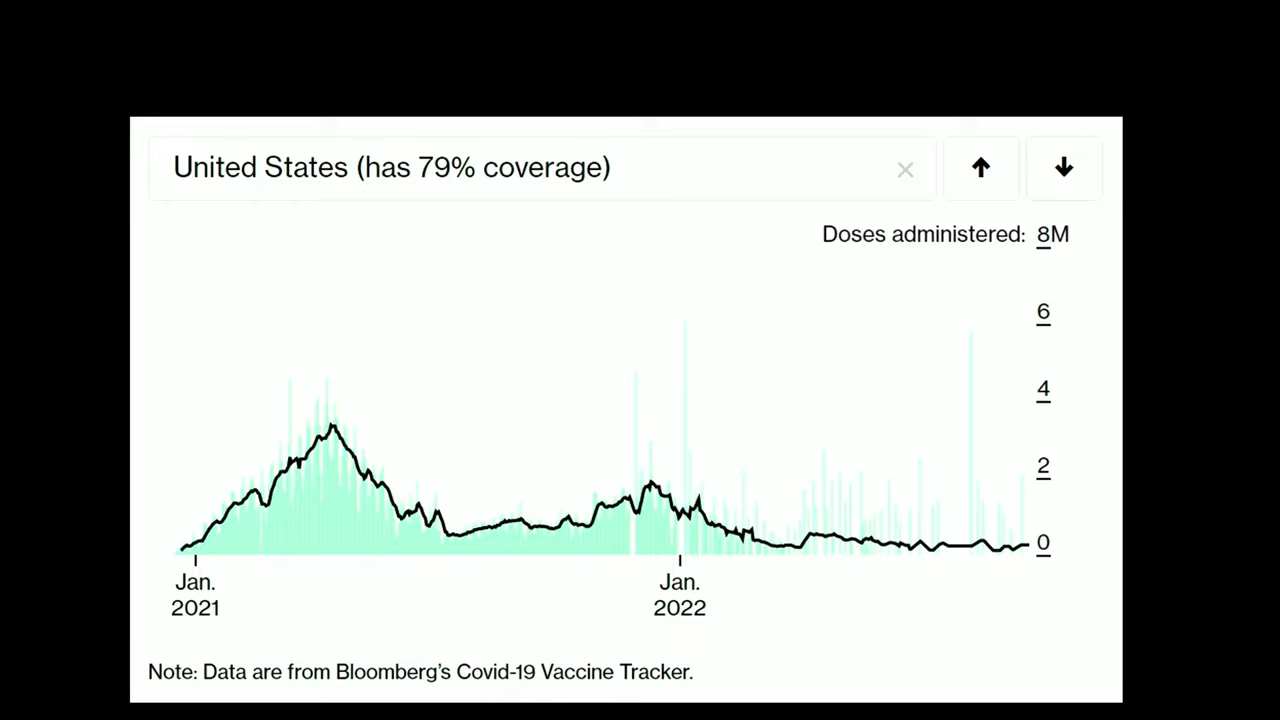 United States (has 79% coverage)
Doses administered: 8M
6
4
2
0
Jan.
2021
Jan.
2022
Note: Data are from Bloomberg’s Covid-19 Vaccine Tracker.